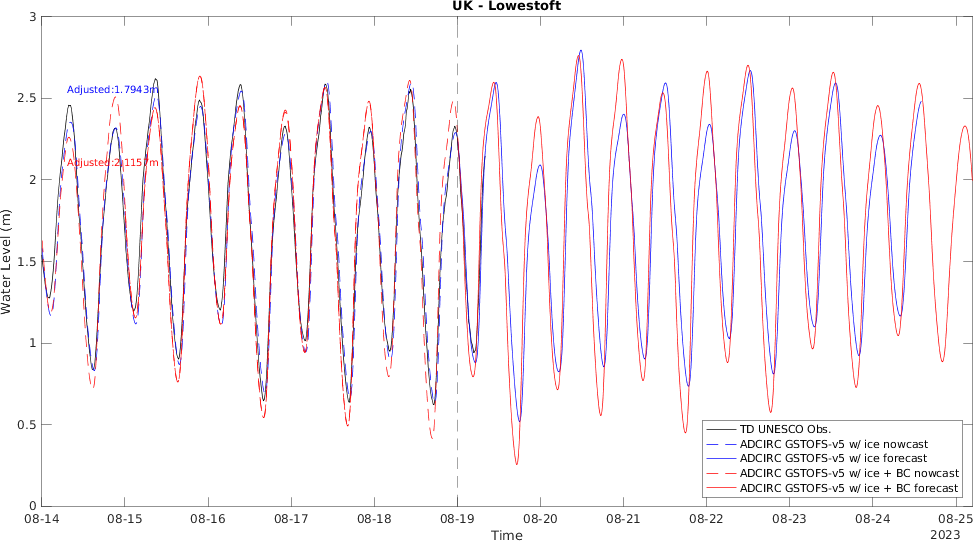 UK - Lowestoft
3
2.5
2
1.5
1
0.5
0
Water Level (m)
Adjusted:1.7943m
Adjusted:2.1157m
TD UNESCO Obs.
ADCIRC GSTOFS-v5 w/ ice nowcast
ADCIRC GSTOFS-v5 w/ ice forecast
ADCIRC GSTOFS-v5 w/ ice + BC nowcast
ADCIRC GSTOFS-v5 w/ ice + BC forecast
08-14 08-15 08-16 08-17 08-18 08-19 08-20 08-21 08-22 08-23 08-24 08-25
Time
2023